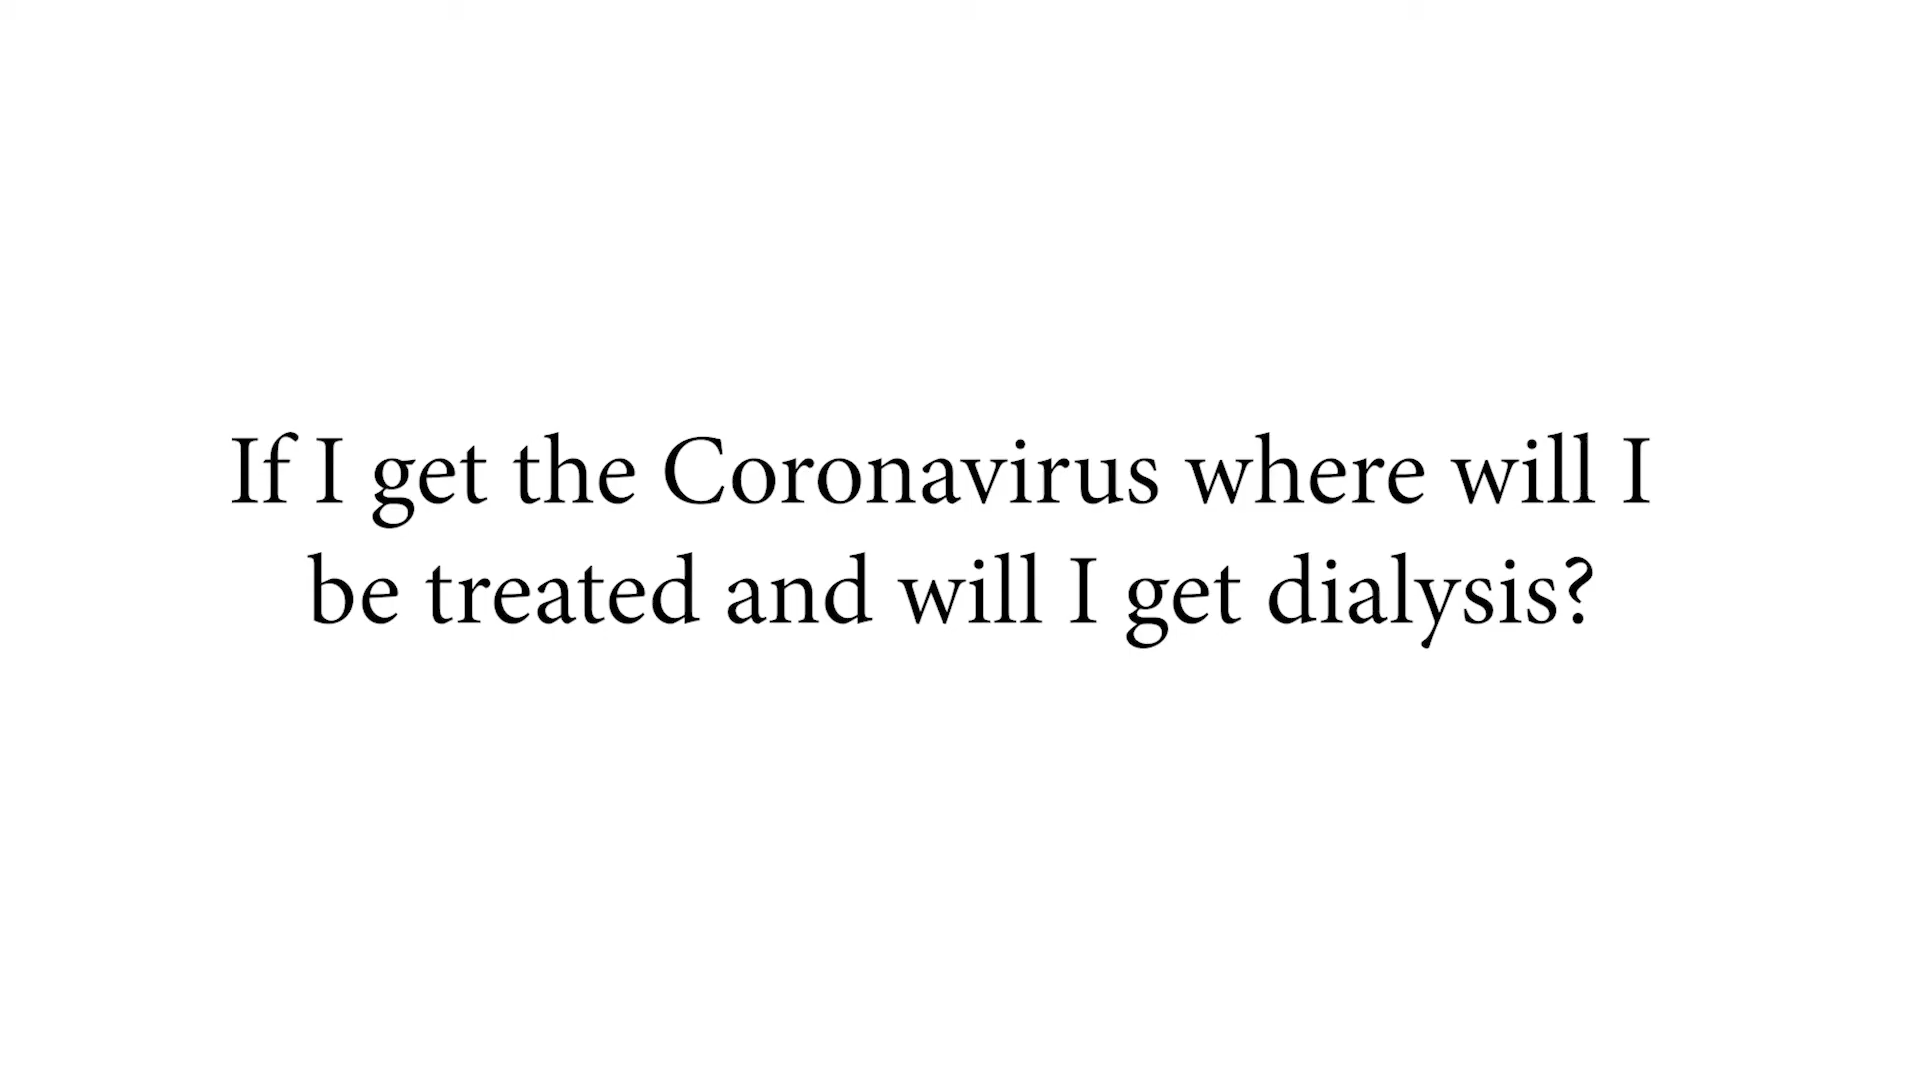 If I get the Coronavirus where will I
be treated and will I get dialysis?